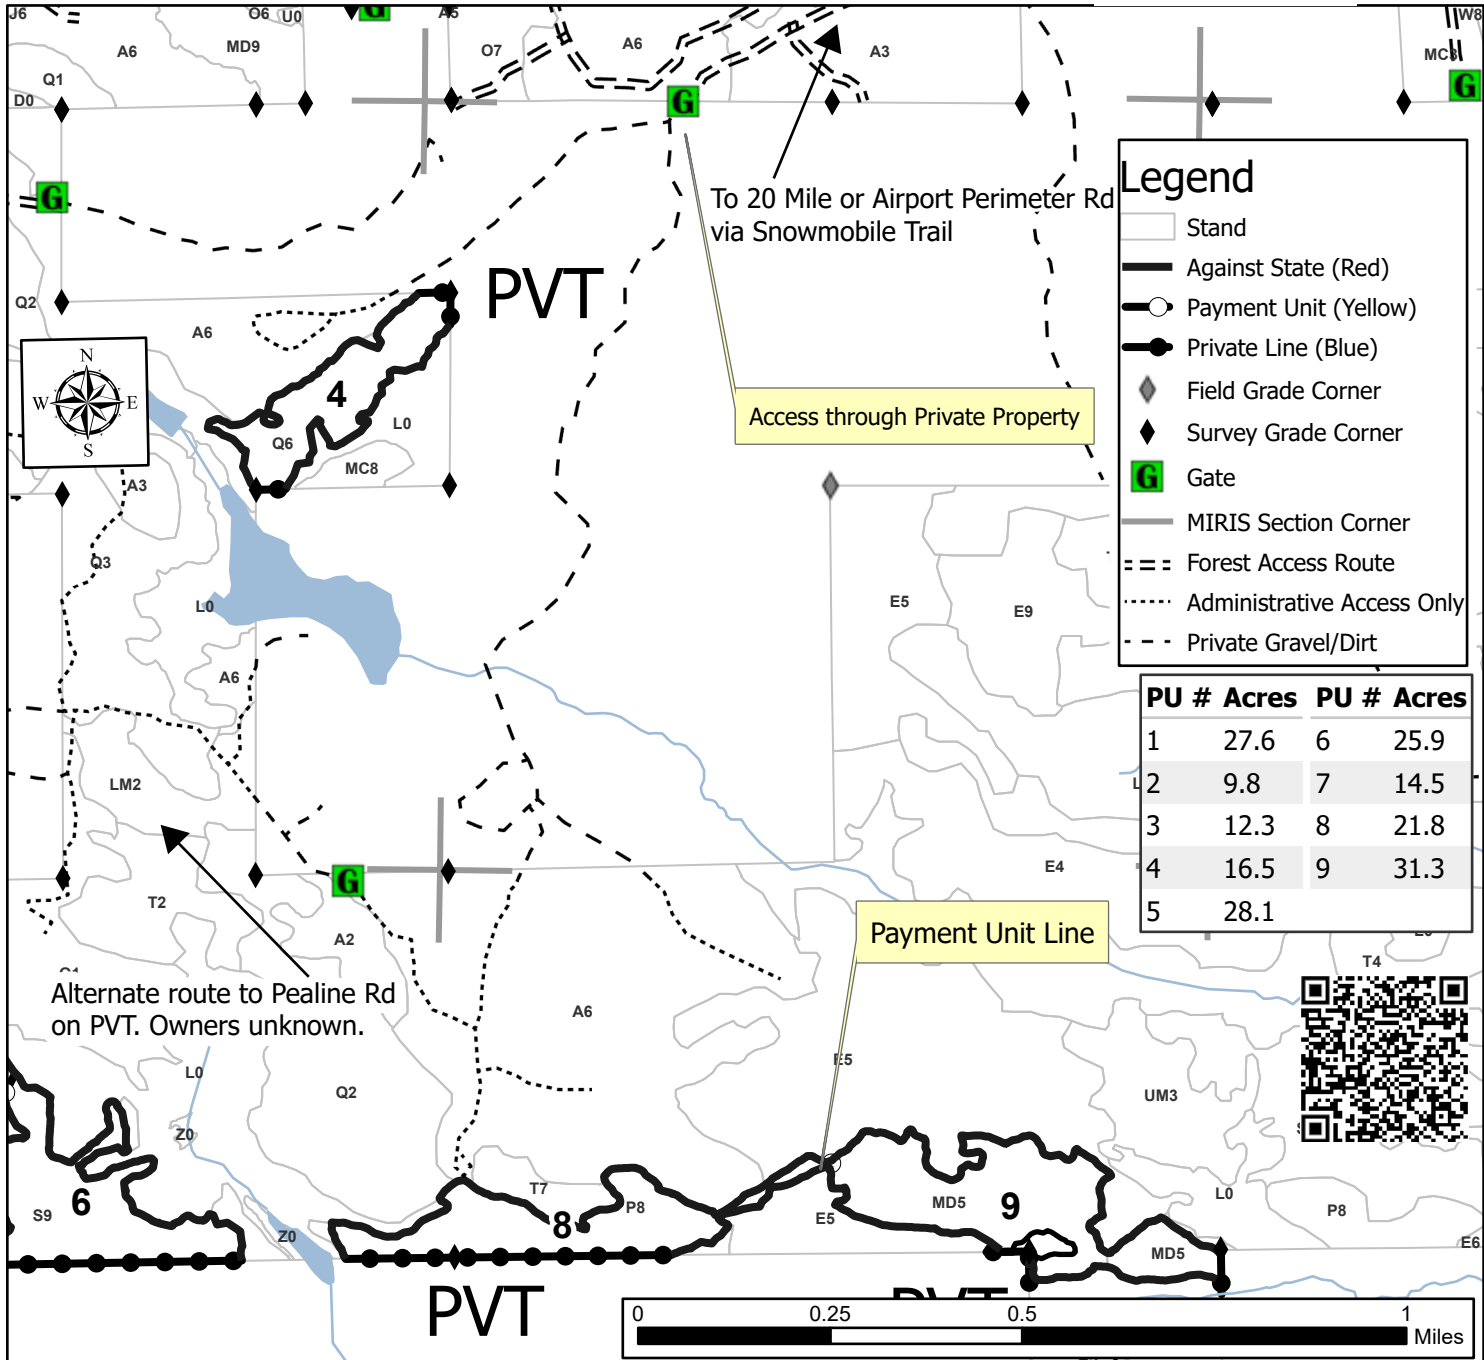 J6
O6
U0
A5
W8
A6
MD9
O7
A6
A3
MC8
Q1
D0
G
G
G
G
To 20 Mile or Airport Perimeter Rd
via Snowmobile Trail
PVT
Q2
A6
N
W
E
S
4
Q6
L0
MC8
Access through Private Property
Legend
Stand
Against State (Red)
Payment Unit (Yellow)
Private Line (Blue)
Field Grade Corner
Survey Grade Corner
G Gate
MIRIS Section Corner
Forest Access Route
Administrative Access Only
Private Gravel/Dirt
A3
Q3
L0
A6
E5
E9
LM2
PU # Acres PU # Acres
1 27.6 6 25.9
2 9.8 7 14.5
3 12.3 8 21.8
4 16.5 9 31.3
5 28.1
E4
T2
G
A2
Payment Unit Line
T4
Alternate route to Pealine Rd
on PVT. Owners unknown.
A6
E5
L0
Q2
UM3
Z0
S9
6
T7
P8
8
E5
MD5
9
L0
P8
Z0
MD5
E6
PVT
PVT
0 0.25 0.5 1
Miles